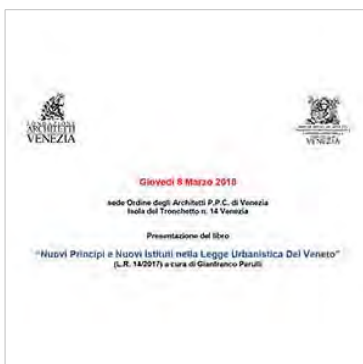 FONDAZIONE
ARCHITETTI
VENEZIA
VENEZIA
Giovedì 8 Marzo 2018
sede Ordine degli Architetti P.P.C. di Venezia
Isola del Tronchetto n. 14 Venezia
Presentazione del libro
“Nuovi Principi e Nuovi Istituti nella Legge Urbanistica Del Veneto”
(L.R. 14/2017) a cura di Gianfranco Perulli